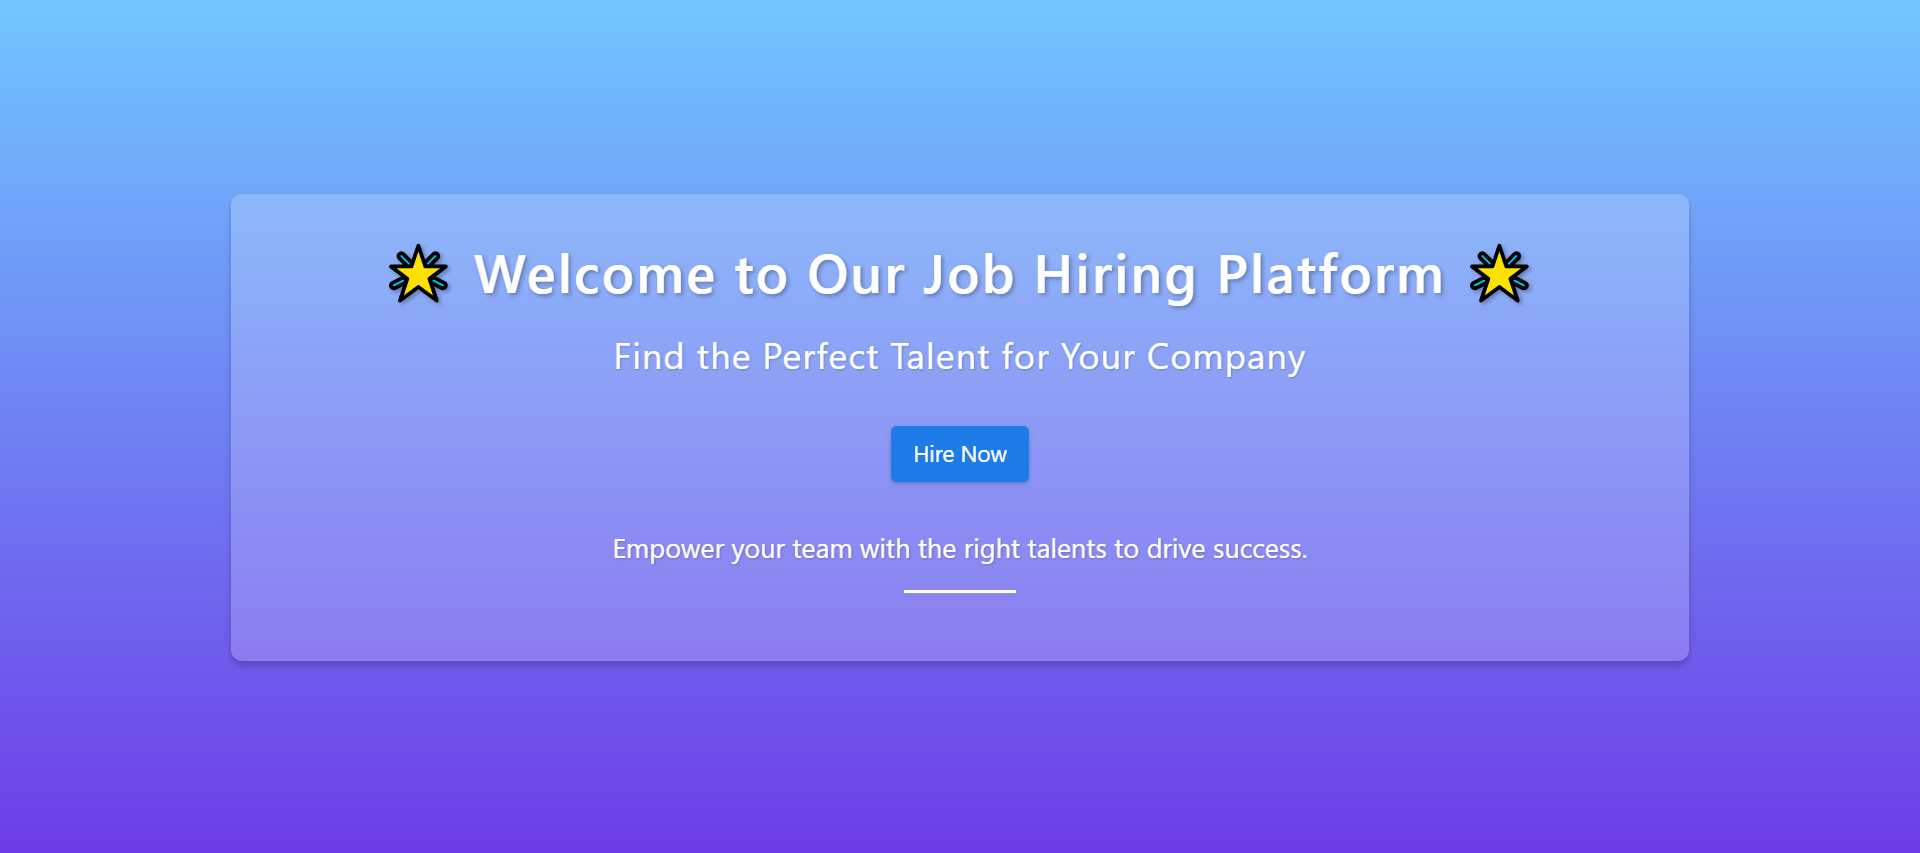 🌟 Welcome to Our Job Hiring Platform 🌟
Find the Perfect Talent for Your Company
Hire Now
Empower your team with the right talents to drive success.